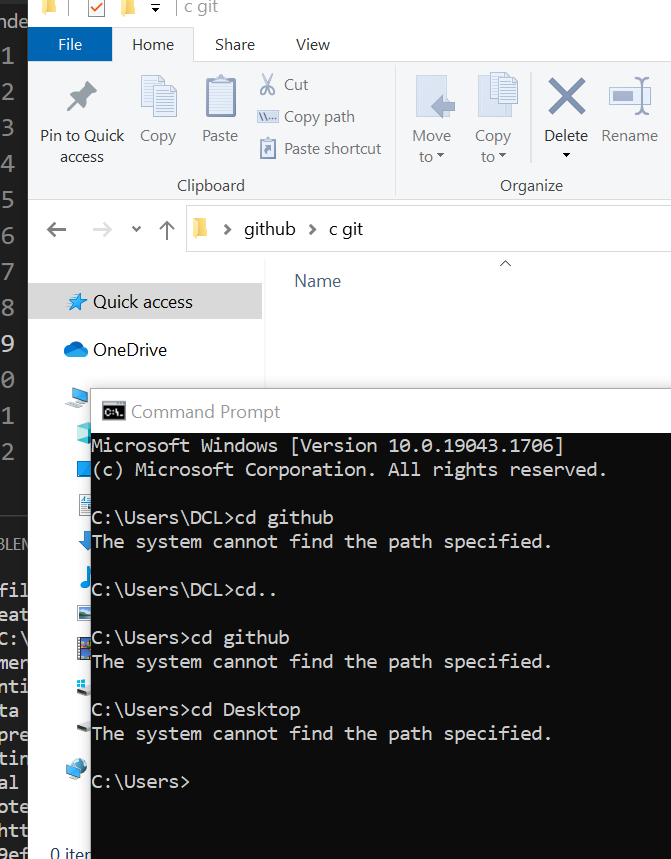 c git
File Home Share View
Pin to Quick access
Copy
Paste
Cut
Copy path
Paste shortcut
Move to
Copy to
Delete
Rename
Clipboard
Organize
github > c git
Name
Quick access
OneDrive
Command Prompt
Microsoft Windows [Version 10.0.19043.1706]
(c) Microsoft Corporation. All rights reserved.
C:\Users\DCL>cd github
The system cannot find the path specified.
C:\Users\DCL>cd..
C:\Users>cd github
The system cannot find the path specified.
C:\Users>cd Desktop
The system cannot find the path specified.
C:\Users>